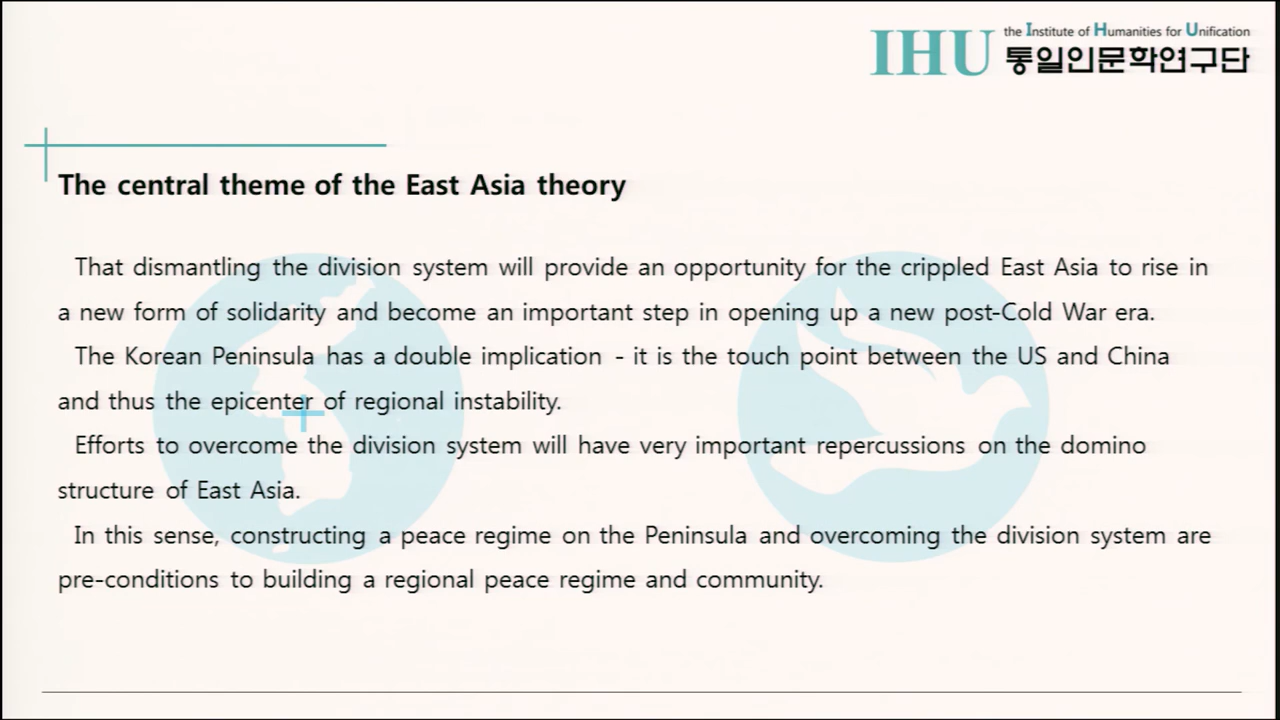 IHU the Institute of Humanities for Unification
통일인문학연구단
The central theme of the East Asia theory
That dismantling the division system will provide an opportunity for the crippled East Asia to rise in
a new form of solidarity and become an important step in opening up a new post-Cold War era.
The Korean Peninsula has a double implication - it is the touch point between the US and China
and thus the epicenter of regional instability.
Efforts to overcome the division system will have very important repercussions on the domino
structure of East Asia.
In this sense, constructing a peace regime on the Peninsula and overcoming the division system are
pre-conditions to building a regional peace regime and community.